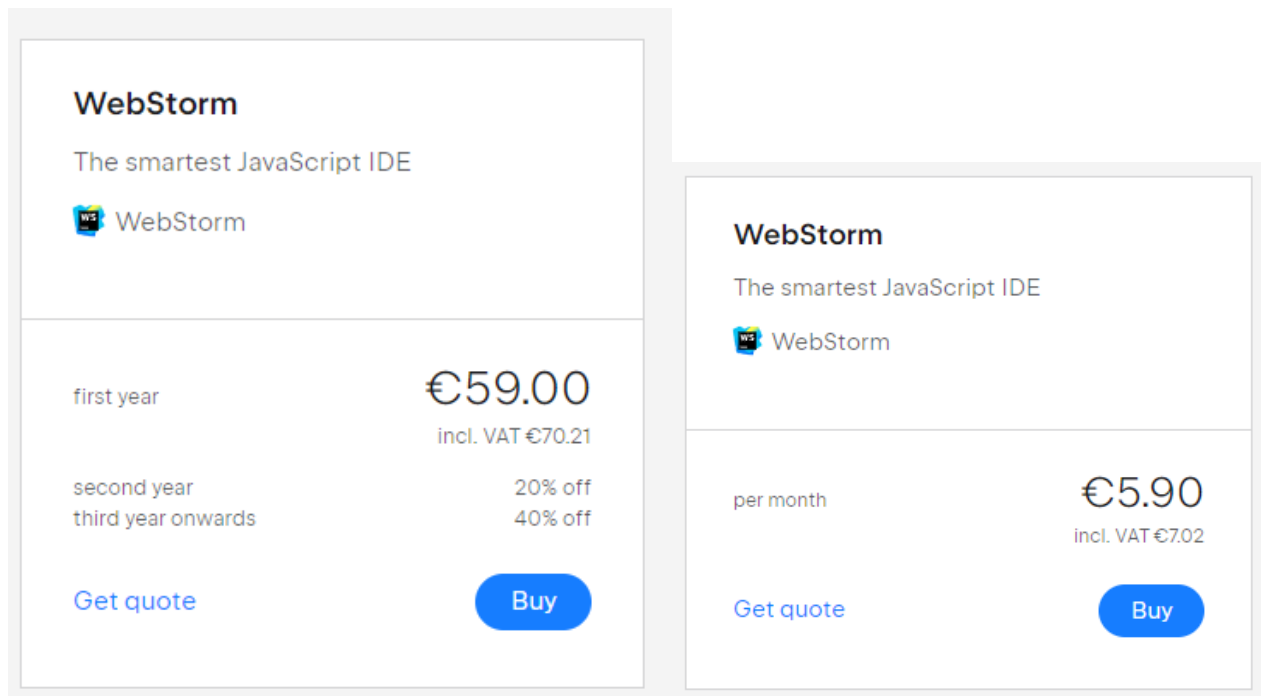 WebStorm
The smartest JavaScript IDE
WS WebStorm
first year €59.00
incl. VAT €70.21
second year 20% off
third year onwards 40% off
Get quote Buy
WebStorm
The smartest JavaScript IDE
WS WebStorm
per month €5.90
incl. VAT €7.02
Get quote Buy